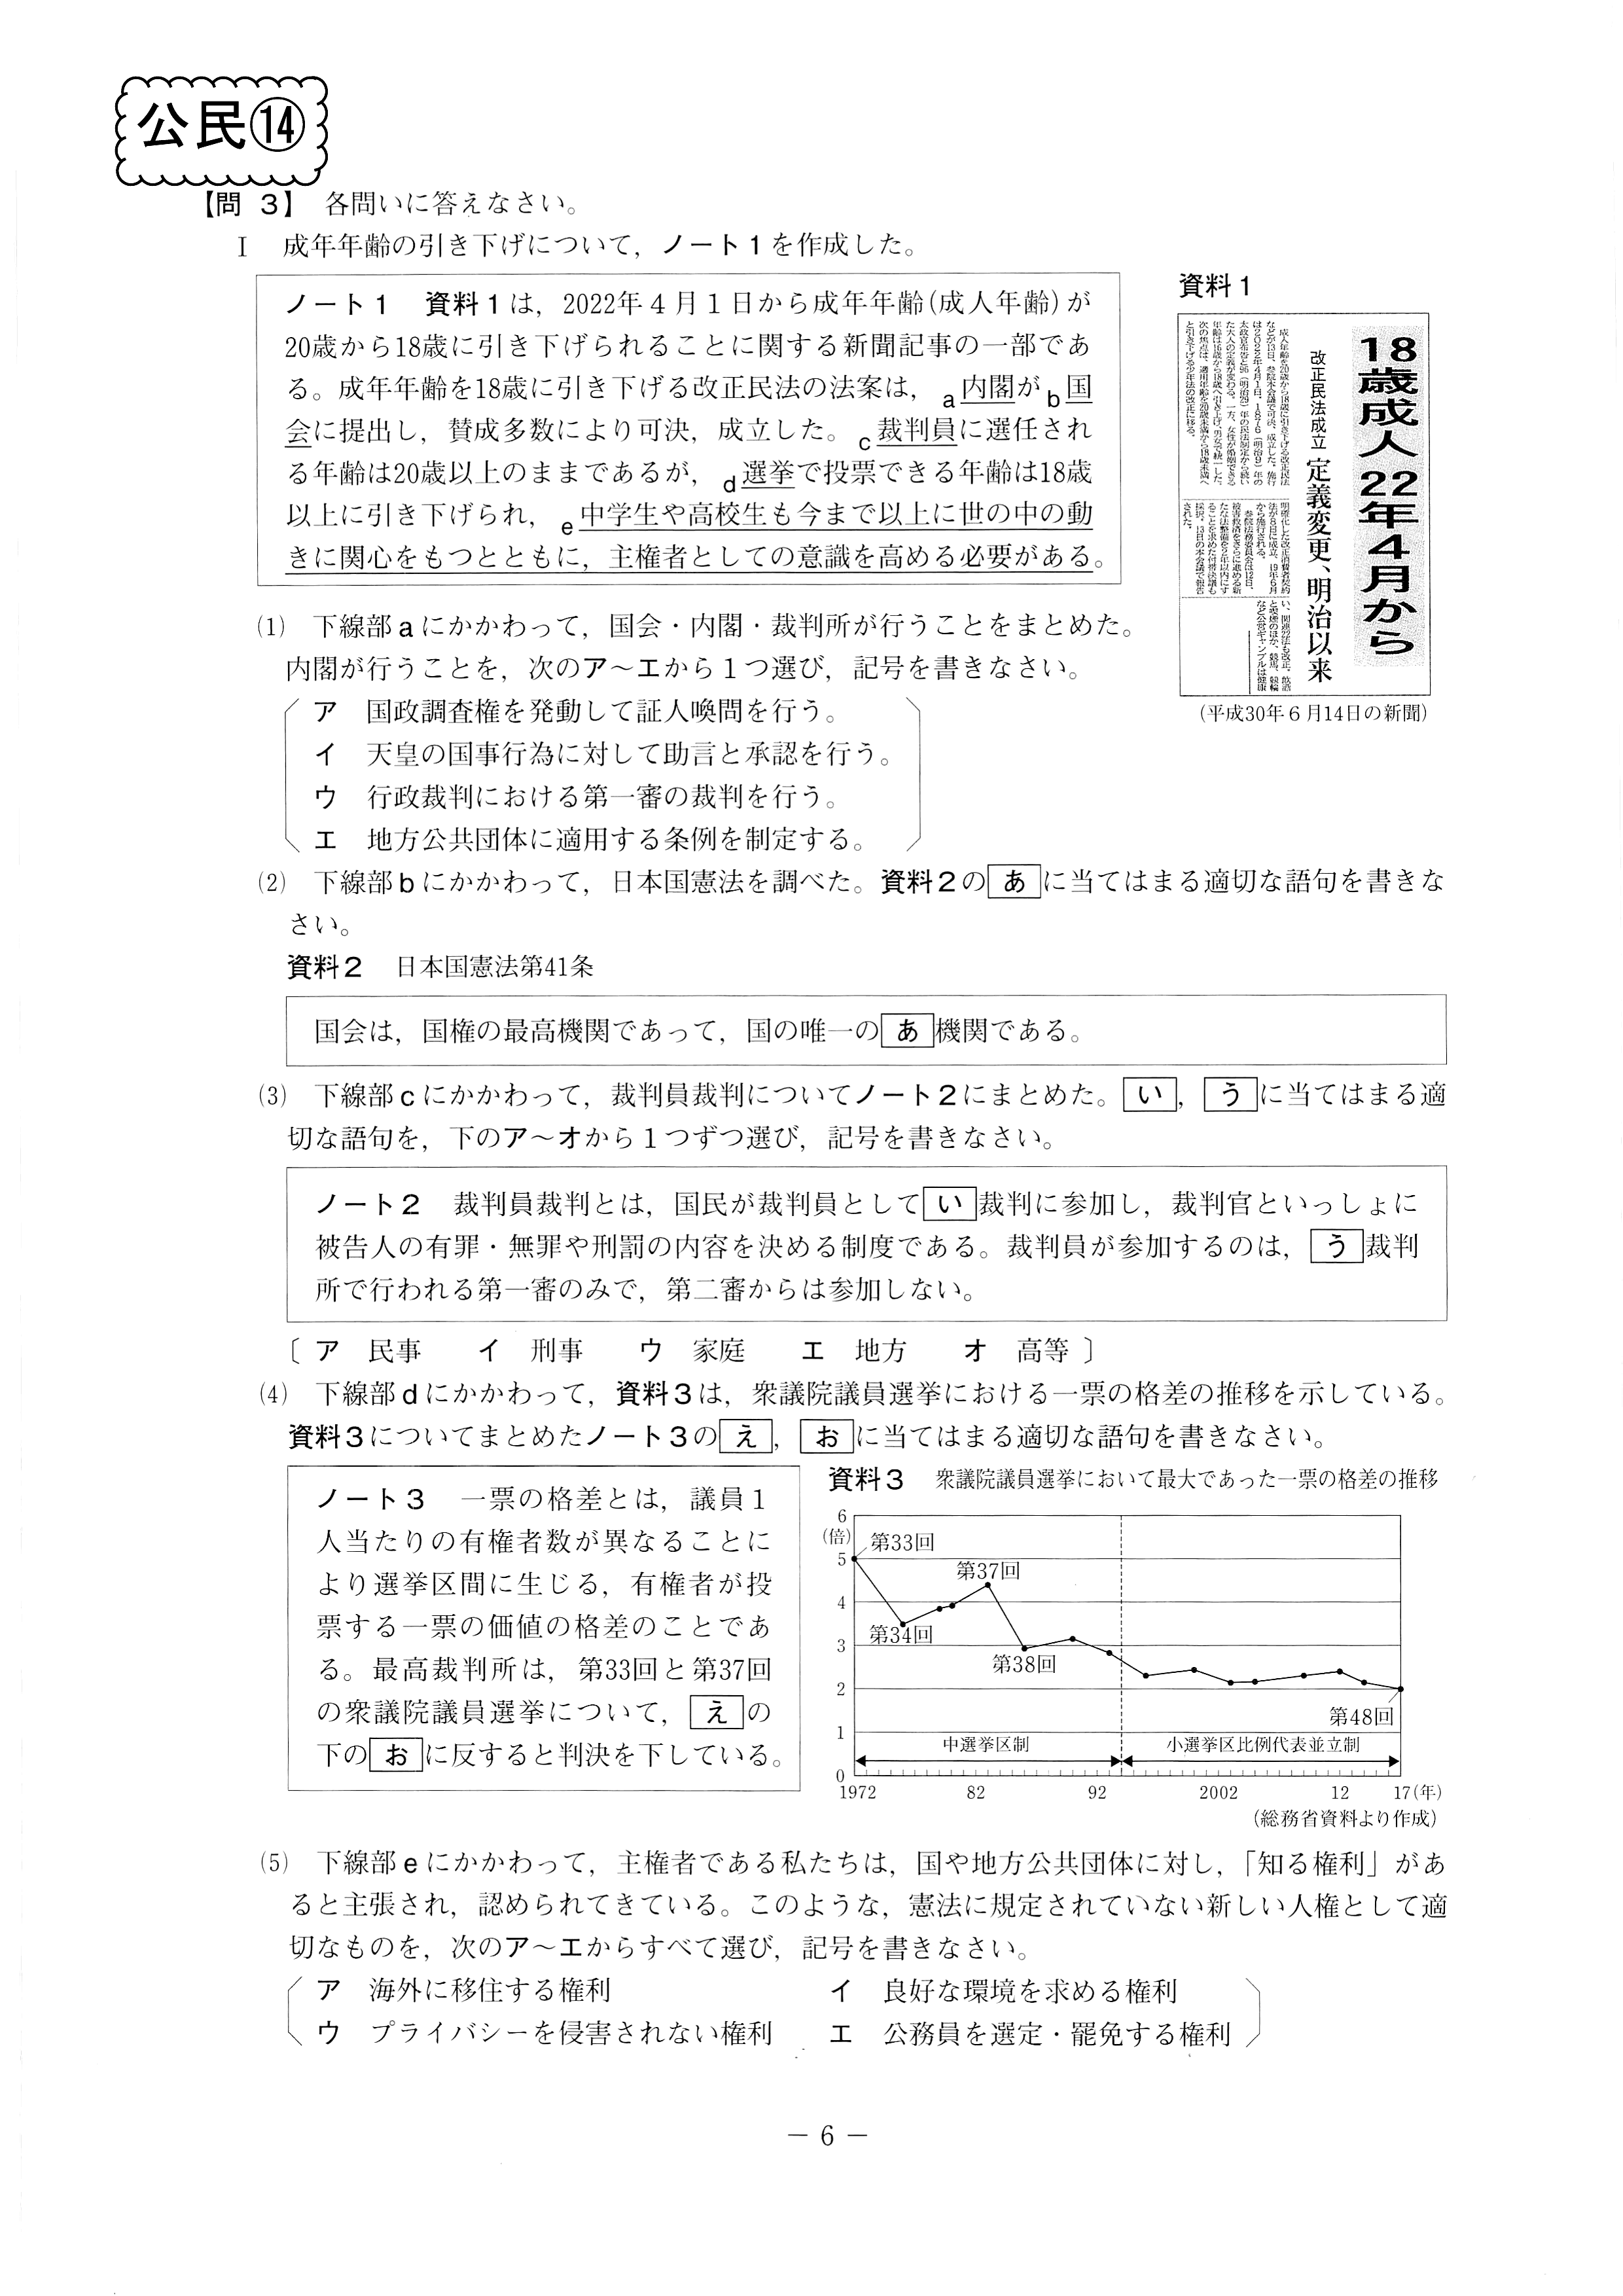 公民⑭
【問 3】 各問いに答えなさい。
Ⅰ 成年年齢の引き下げについて，ノート1を作成した。
ノート1 資料1は，2022年4月1日から成年年齢(成人年齢)が
20歳から18歳に引き下げられることに関する新聞記事の一部であ
る。成年年齢を18歳に引き下げる改正民法の法案は，a内閣がb国
会に提出し，賛成多数により可決，成立した。c裁判員に選任され
る年齢は20歳以上のままであるが，d選挙で投票できる年齢は18歳
以上に引き下げられ，e中学生や高校生も今まで以上に世の中の動
きに関心をもつとともに，主権者としての意識を高める必要がある。
資料1
18歳成人22年4月から
改正民法成立 定義変更、明治以来
(平成30年6月14日の新聞)
(1) 下線部aにかかわって，国会・内閣・裁判所が行うことをまとめた。
内閣が行うことを，次のア～エから1つ選び，記号を書きなさい。
ア 国政調査権を発動して証人喚問を行う。
イ 天皇の国事行為に対して助言と承認を行う。
ウ 行政裁判における第一審の裁判を行う。
エ 地方公共団体に適用する条例を制定する。
(2) 下線部bにかかわって，日本国憲法を調べた。資料2のあに当てはまる適切な語句を書きな
さい。
資料2 日本国憲法第41条
国会は，国権の最高機関であって，国の唯一のあ機関である。
(3) 下線部cにかかわって，裁判員裁判についてノート2にまとめた。い，うに当てはまる適
切な語句を，下のア～オから1つずつ選び，記号を書きなさい。
ノート2 裁判員裁判とは，国民が裁判員としてい裁判に参加し，裁判官といっしょに
被告人の有罪・無罪や刑罰の内容を決める制度である。裁判員が参加するのは，う裁判
所で行われる第一審のみで，第二審からは参加しない。
〔 ア 民事 イ 刑事 ウ 家庭 エ 地方 オ 高等 〕
(4) 下線部dにかかわって，資料3は，衆議院議員選挙における一票の格差の推移を示している。
資料3についてまとめたノート3のえ，おに当てはまる適切な語句を書きなさい。
ノート3 一票の格差とは，議員1
人当たりの有権者数が異なることに
より選挙区間に生じる，有権者が投
票する一票の価値の格差のことであ
る。最高裁判所は，第33回と第37回
の衆議院議員選挙について，えの
下のおに反すると判決を下している。
資料3 衆議院議員選挙において最大であった一票の格差の推移
6
(倍)
5
4
3
2
1
0
第33回
第37回
第34回
第38回
第48回
中選挙区制 小選挙区比例代表並立制
1972 82 92 2002 12 17(年)
(総務省資料より作成)
(5) 下線部eにかかわって，主権者である私たちは，国や地方公共団体に対し，「知る権利」があ
ると主張され，認められてきている。このような，憲法に規定されていない新しい人権として適
切なものを，次のア～エからすべて選び，記号を書きなさい。
ア 海外に移住する権利 イ 良好な環境を求める権利
ウ プライバシーを侵害されない権利 エ 公務員を選定・罷免する権利
－ 6 －